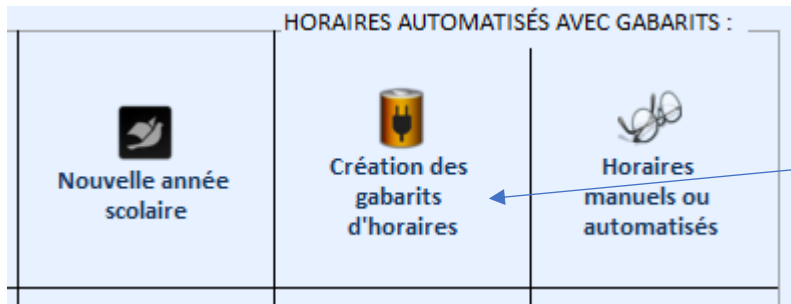 HORAIRES AUTOMATISÉS AVEC GABARITS :
Nouvelle année
scolaire
Création des
gabarits
d'horaires
Horaires
manuels ou
automatisés